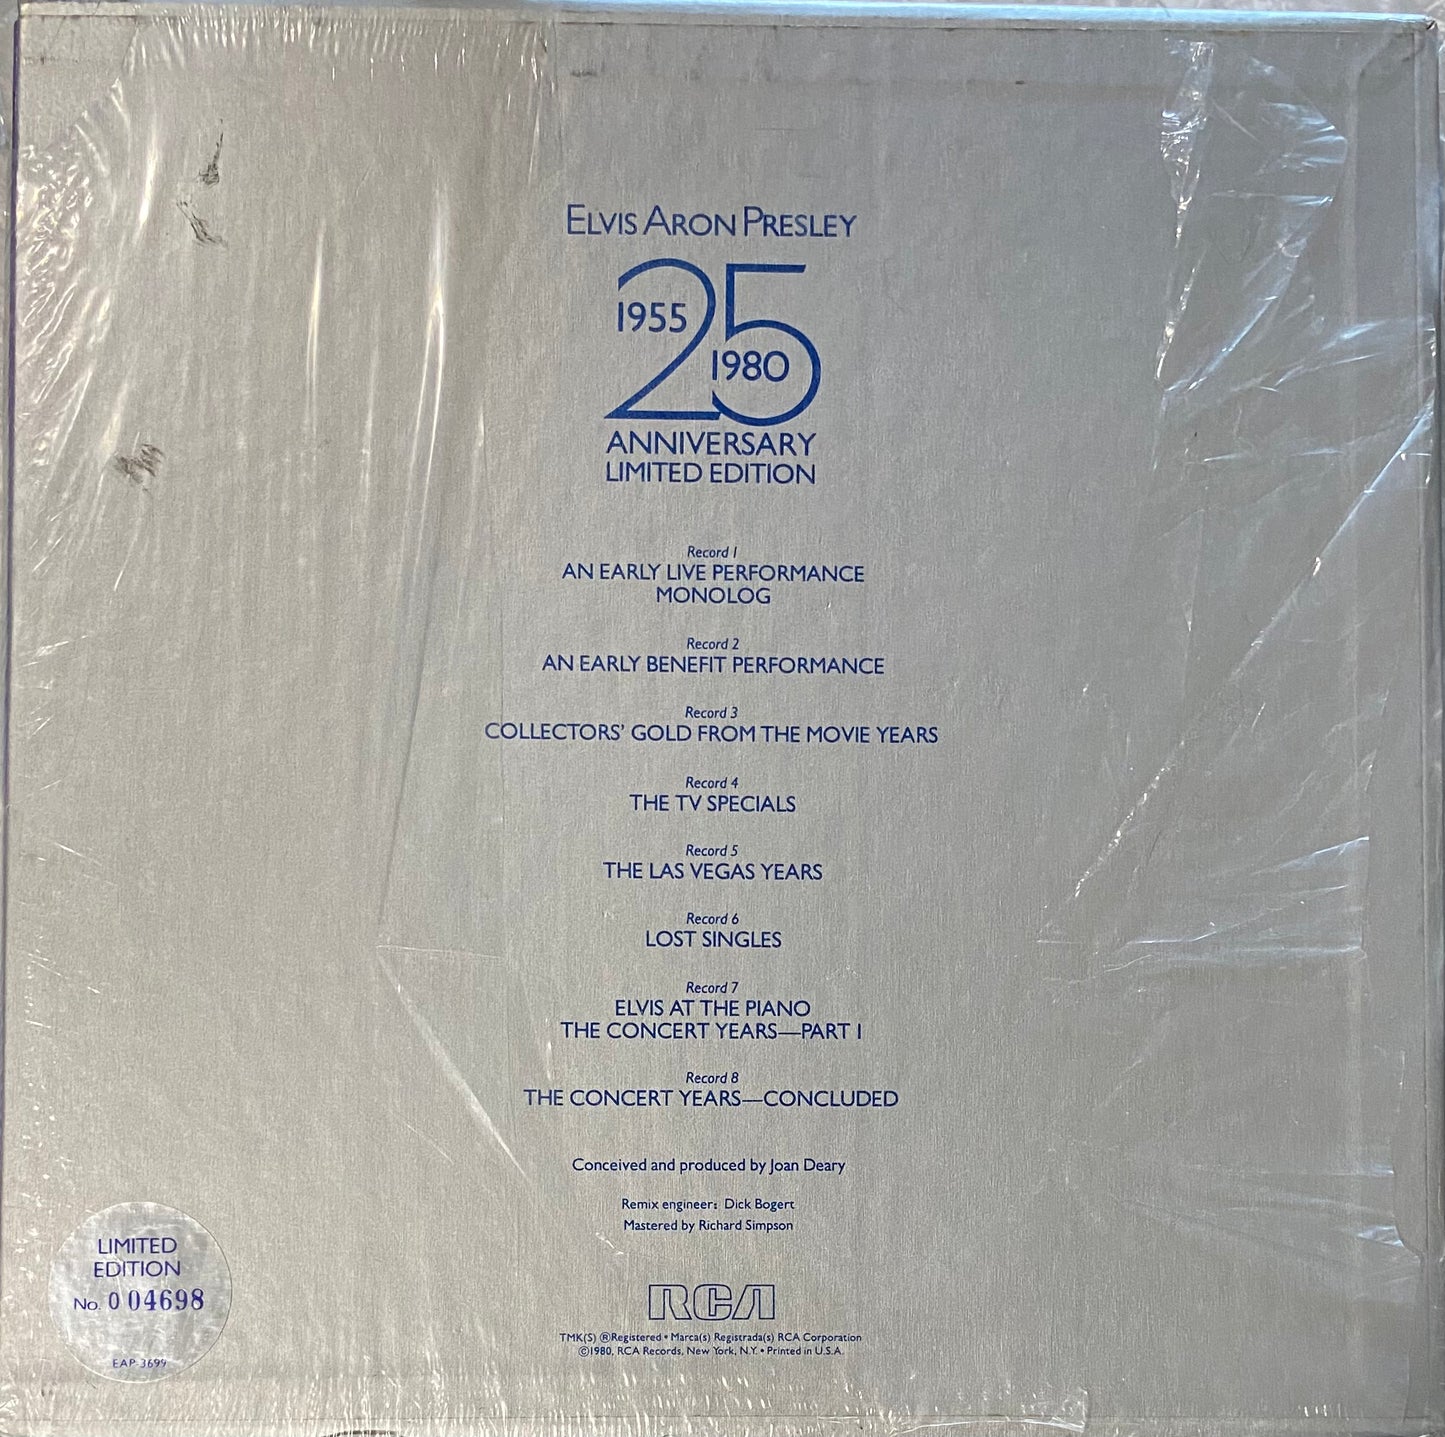 ELVIS ARON PRESLEY
25
1955
1980
ANNIVERSARY
LIMITED EDITION
Record 1
AN EARLY LIVE PERFORMANCE
MONOLOG
Record 2
AN EARLY BENEFIT PERFORMANCE
Record 3
COLLECTORS' GOLD FROM THE MOVIE YEARS
Record 4
THE TV SPECIALS
Record 5
THE LAS VEGAS YEARS
Record 6
LOST SINGLES
Record 7
ELVIS AT THE PIANO
THE CONCERT YEARS—PART I
Record 8
THE CONCERT YEARS—CONCLUDED
Conceived and produced by Joan Deary
Remix engineer: Dick Bogert
Mastered by Richard Simpson
LIMITED
EDITION
No. 004698
EAP-3699
RCA
TMK(S) ®Registered • Marca(s) Registrada(s) RCA Corporation
©1980, RCA Records, New York, N.Y. • Printed in U.S.A.